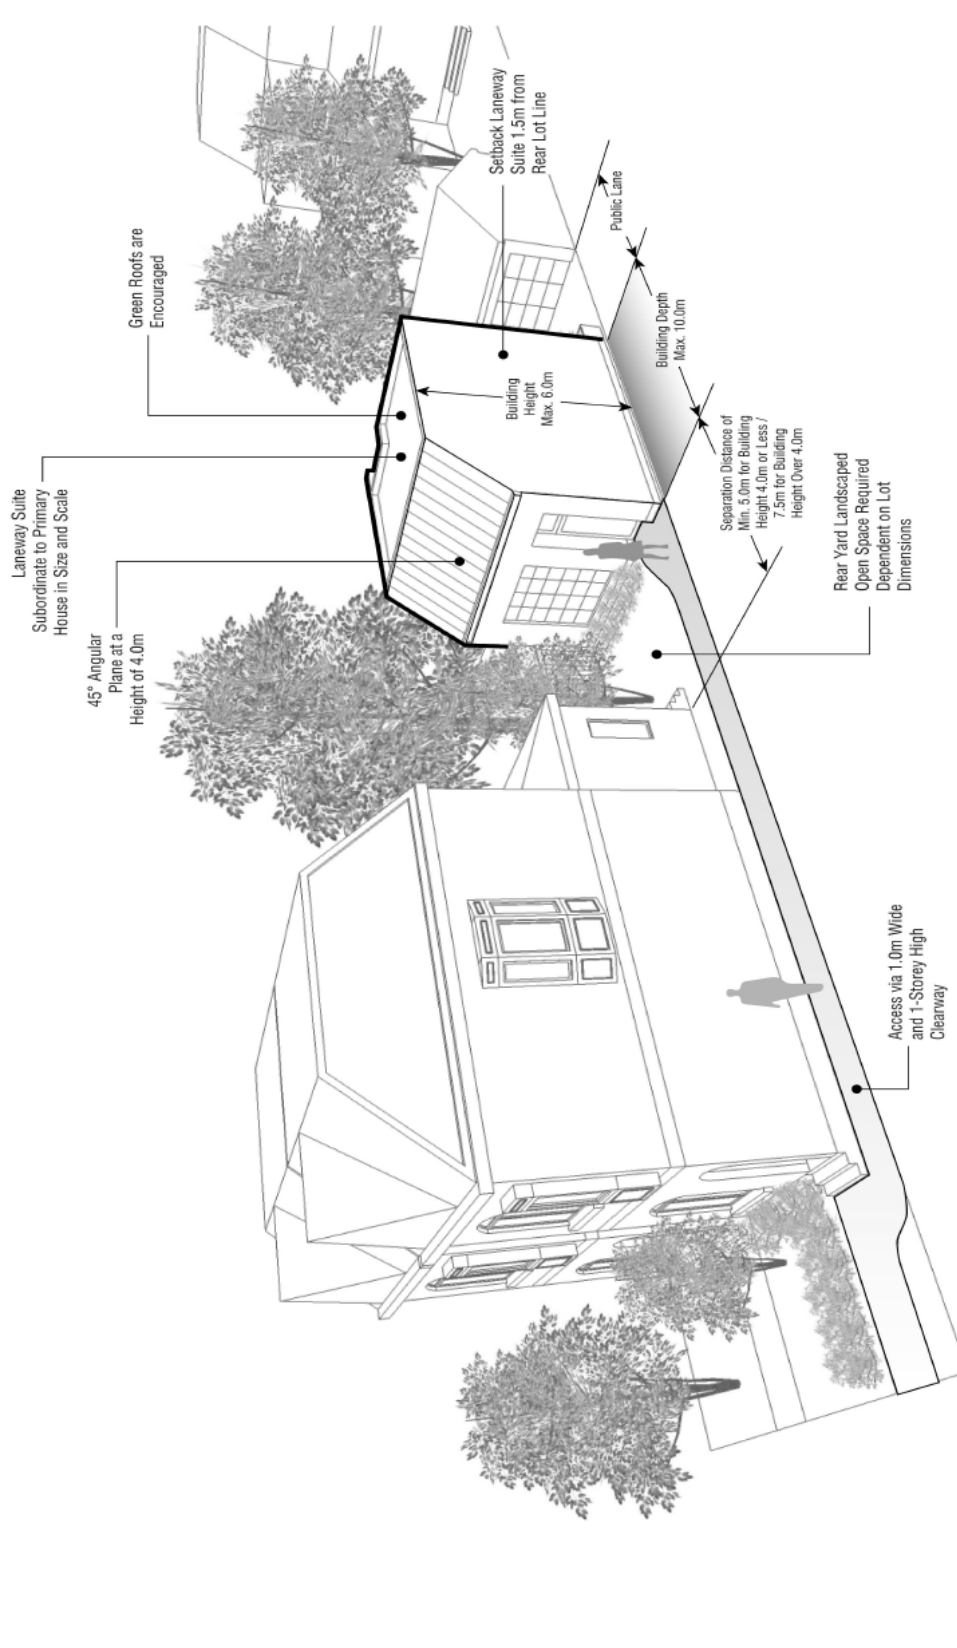 45° Angular
Plane at a
Height of 4.0m
Laneway Suite
Subordinate to Primary
House in Size and Scale
Green Roofs are
Encouraged
Setback Laneway
Suite 1.5m from
Rear Lot Line
Building
Height
Max. 6.0m
Public Lane
Building Depth
Max. 10.0m
Separation Distance of
Min. 5.0m for Building
Height 4.0m or Less /
7.5m for Building
Height Over 4.0m
Rear Yard Landscaped
Open Space Required
Dependent on Lot
Dimensions
Access via 1.0m Wide
and 1-Storey High
Clearway